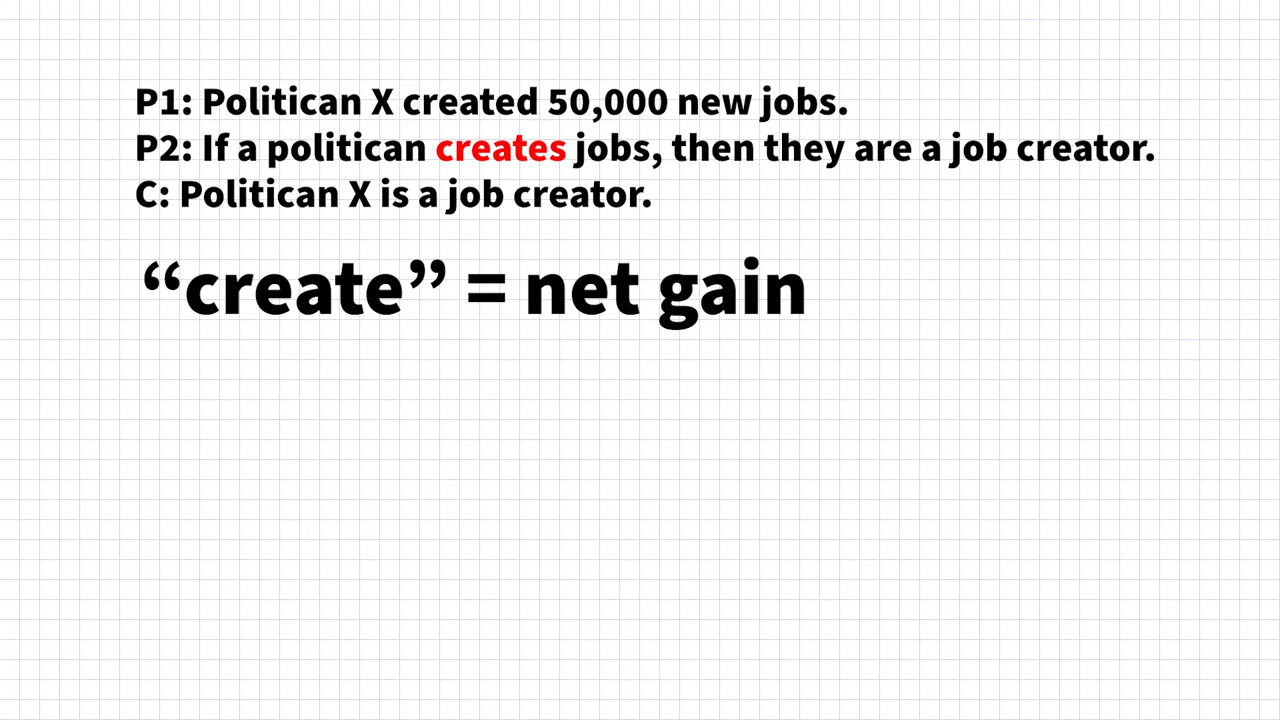 P1: Politican X created 50,000 new jobs.
P2: If a politican creates jobs, then they are a job creator.
C: Politican X is a job creator.
“create” = net gain